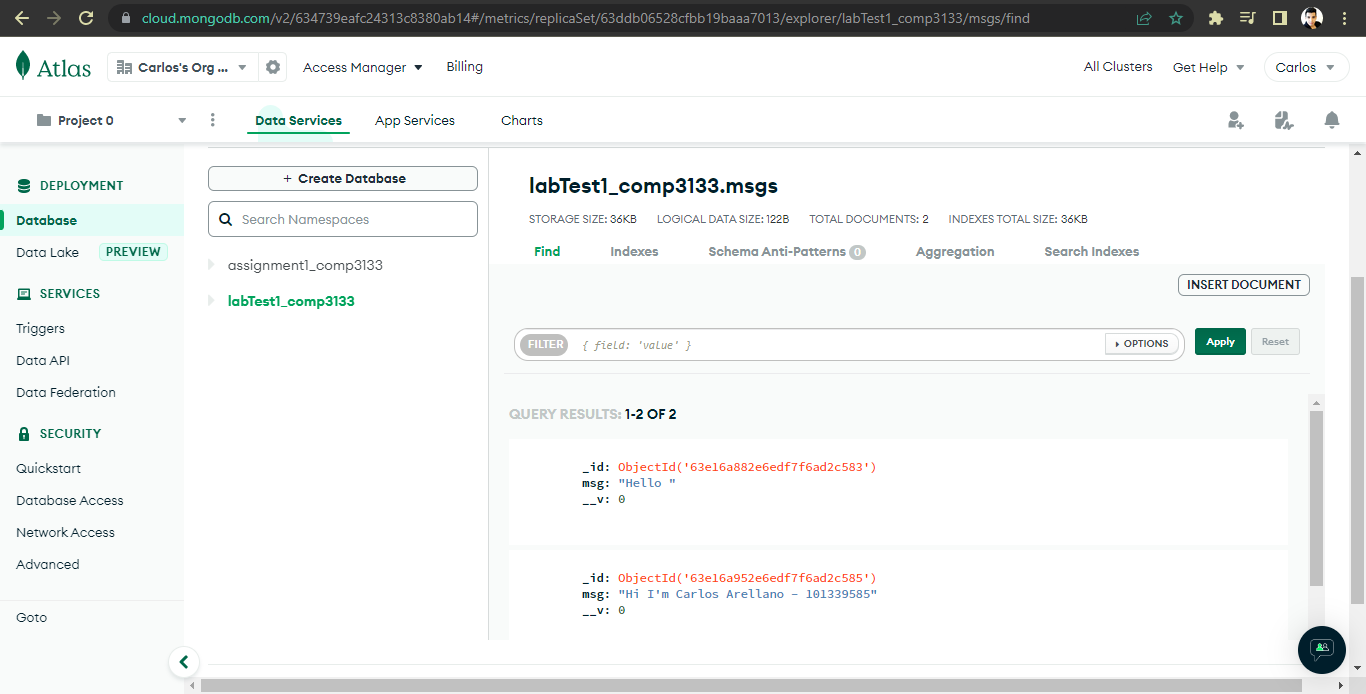 cloud.mongodb.com/v2/634739eafc24313c8380ab14#/metrics/replicaSet/63ddb06528cfbb19baaa7013/explorer/labTest1_comp3133/msgs/find
Atlas
Carlos's Org ...
Access Manager
Billing
All Clusters
Get Help
Carlos
Project 0
Data Services
App Services
Charts
DEPLOYMENT
Database
Data Lake PREVIEW
SERVICES
Triggers
Data API
Data Federation
SECURITY
Quickstart
Database Access
Network Access
Advanced
Goto
+ Create Database
Search Namespaces
assignment1_comp3133
labTest1_comp3133
labTest1_comp3133.msgs
STORAGE SIZE: 36KB LOGICAL DATA SIZE: 122B TOTAL DOCUMENTS: 2 INDEXES TOTAL SIZE: 36KB
Find Indexes Schema Anti-Patterns 0 Aggregation Search Indexes
INSERT DOCUMENT
FILTER { field: 'value' } OPTIONS Apply Reset
QUERY RESULTS: 1-2 OF 2
_id: ObjectId('63e16a882e6edf7f6ad2c583')
msg: "Hello "
__v: 0
_id: ObjectId('63e16a952e6edf7f6ad2c585')
msg: "Hi I'm Carlos Arellano - 101339585"
__v: 0